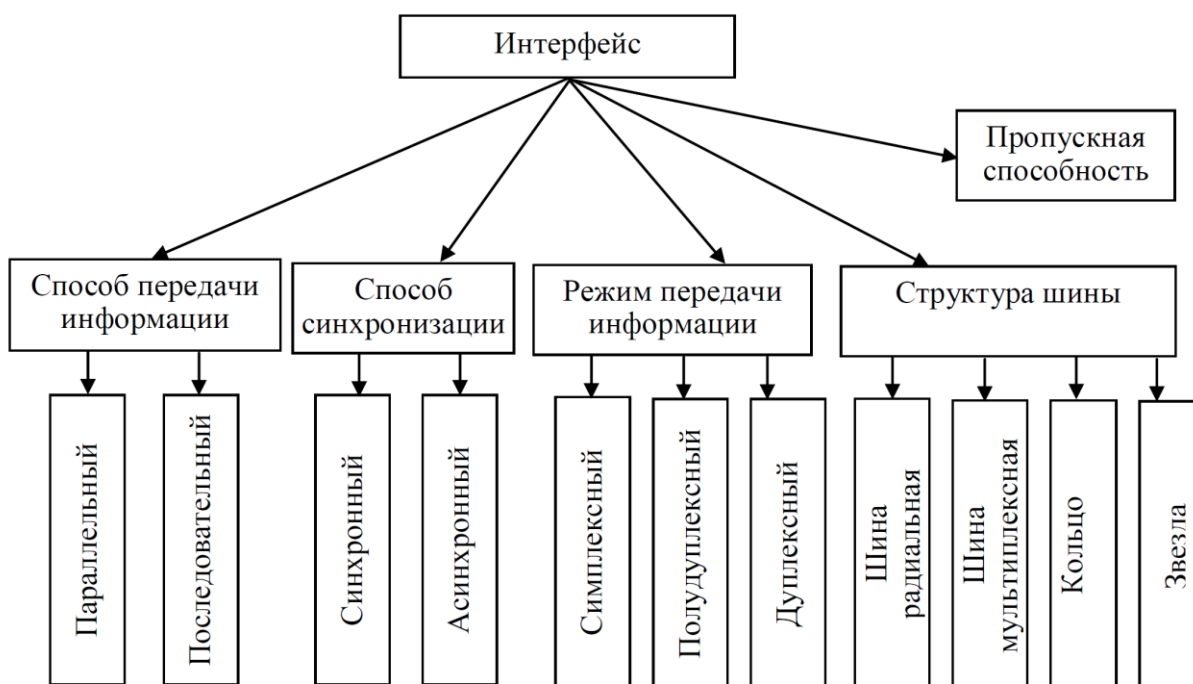 Интерфейс
Пропускная
способность
Способ передачи
информации
Способ
синхронизации
Режим передачи
информации
Структура шины
Параллельный
Последовательный
Синхронный
Асинхронный
Симплексный
Полудуплексный
Дуплексный
Шина
радиальная
Шина
мультиплексная
Кольцо
Звезда